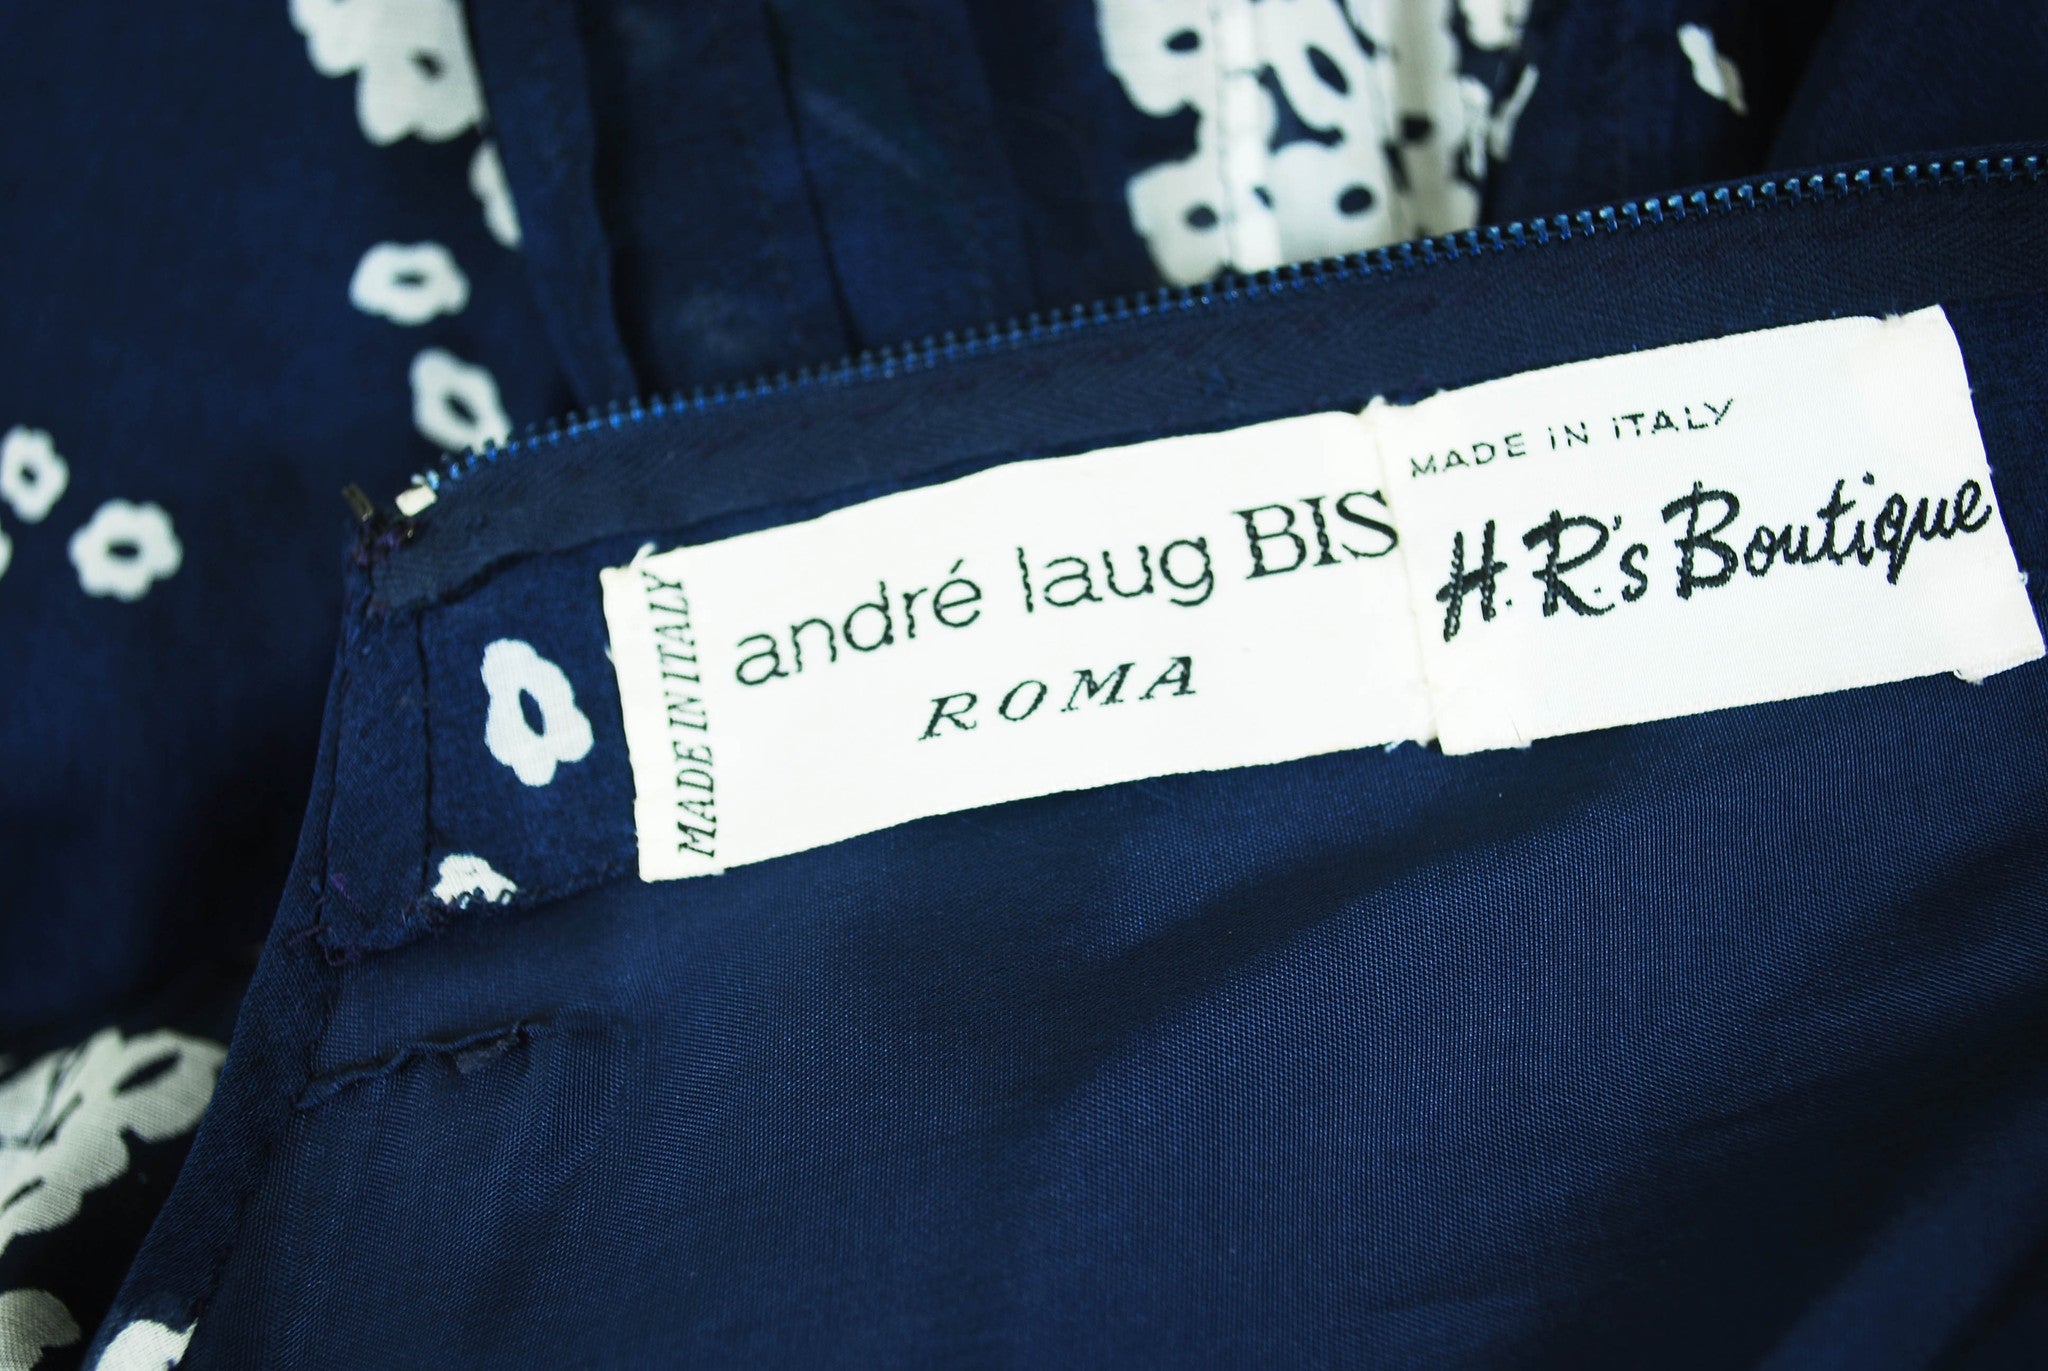 MADE IN ITALY
andré laug BIS
ROMA
MADE iN iTALY
H.R.'s Boutique